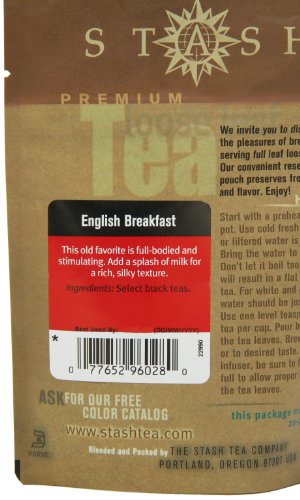 STASH
PREMIUM
Tea
loose
We invite you to dis
the pleasures of bre
serving full leaf loos
Our convenient rese
pouch preserves fre
and flavor. Enjoy!
English Breakfast
This old favorite is full-bodied and
stimulating. Add a splash of milk for
a rich, silky texture.
Ingredients: Select black teas.
Start with a prehea
pot. Use cold fresh
or filtered water is
Bring the water to
Don't let it boil too
will result in a flat
tea. For white and
water should be jus
Use one level teasp
tea per cup. Pour h
the tea leaves. Brew
or to desired taste.
infuser, be sure to l
full to allow proper
the tea leaves.
Best Used By: (DD/MM/YYYY)
22990
*
0 77652 96028 0
this package m
ASK FOR OUR FREE
COLOR CATALOG
www.stashtea.com
PARVE
Blended and Packed by THE STASH TEA COMPANY
PORTLAND, OREGON 97207 USA